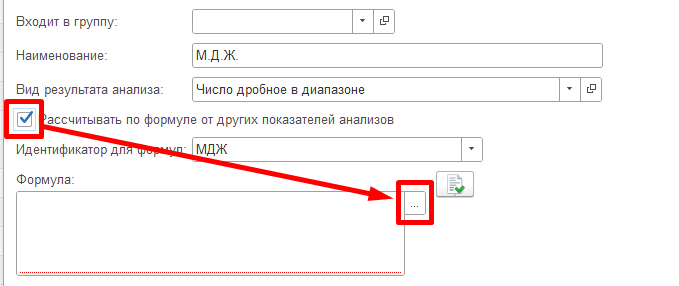 Входит в группу:
Наименование: М.Д.Ж.
Вид результата анализа: Число дробное в диапазоне
Рассчитывать по формуле от других показателей анализов
Идентификатор для формул: МДЖ
Формула:
...